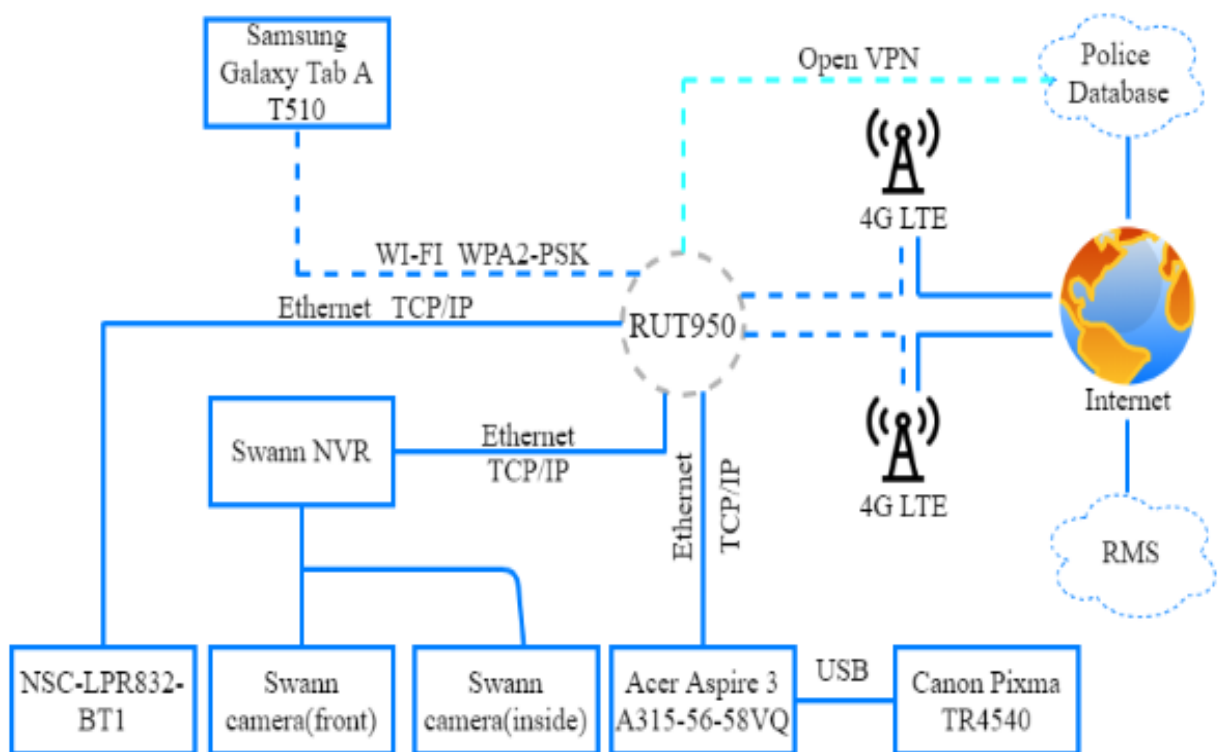 Samsung
Galaxy Tab A
T510
Open VPN
Police
Database
4G LTE
WI-FI WPA2-PSK
Ethernet TCP/IP
RUT950
Internet
Swann NVR
Ethernet
TCP/IP
Ethernet
TCP/IP
4G LTE
RMS
NSC-LPR832-
BT1
Swann
camera(front)
Swann
camera(inside)
Acer Aspire 3
A315-56-58VQ
USB
Canon Pixma
TR4540